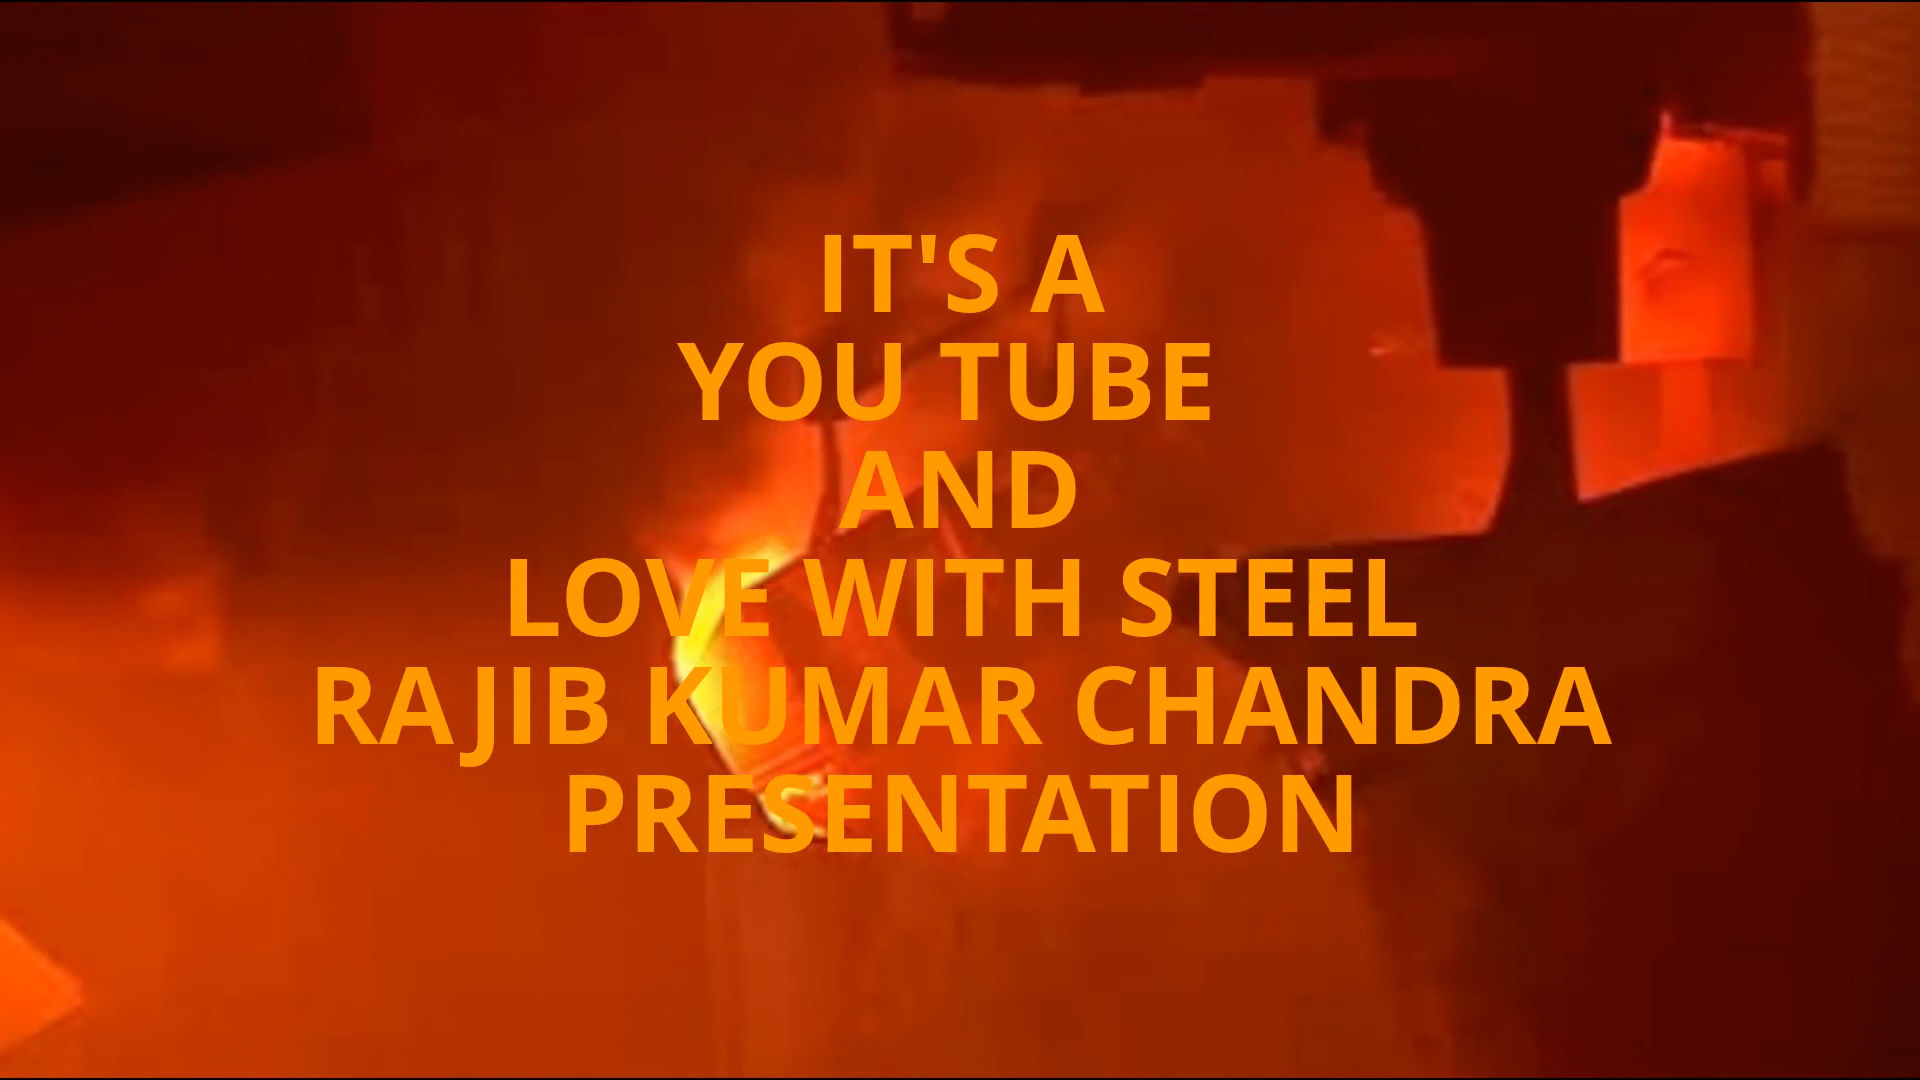 IT'S A
YOU TUBE
AND
LOVE WITH STEEL
RAJIB KUMAR CHANDRA
PRESENTATION